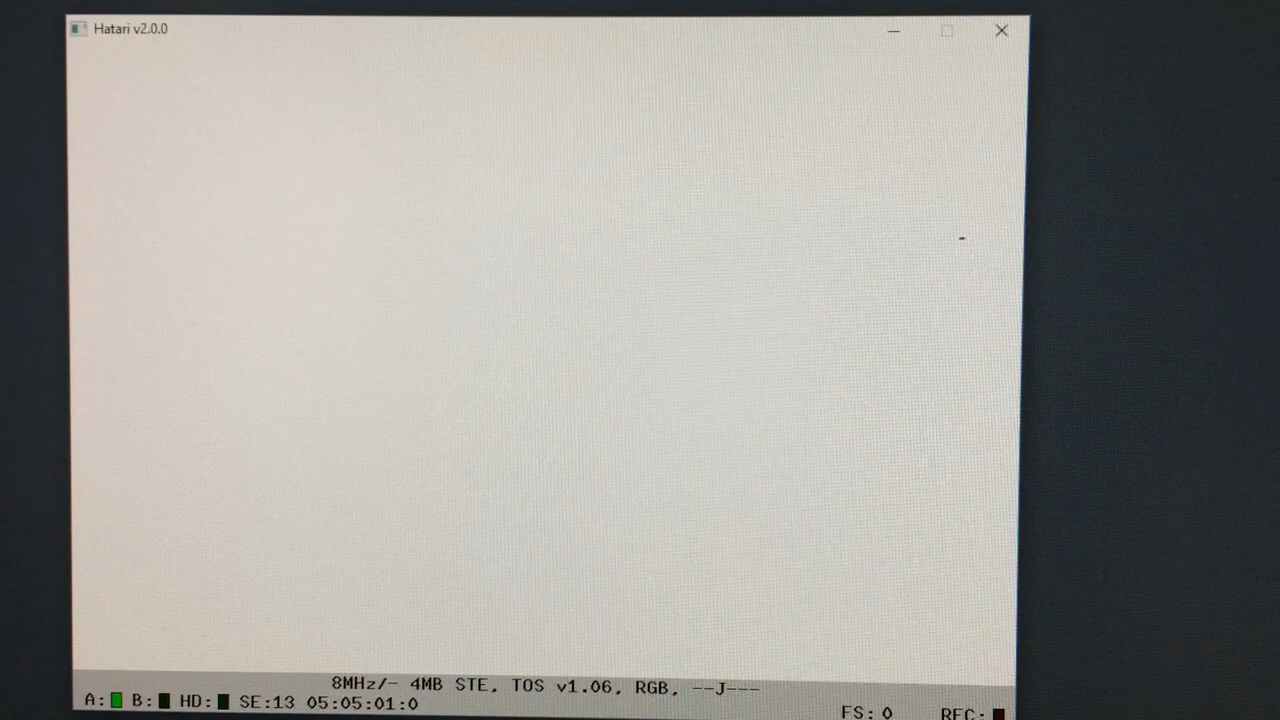 Hatari v2.0.0
8MHz/- 4MB STE, TOS v1.06, RGB, --J---
A: B: HD: SE:13 05:05:01:0 FS: 0 REC: